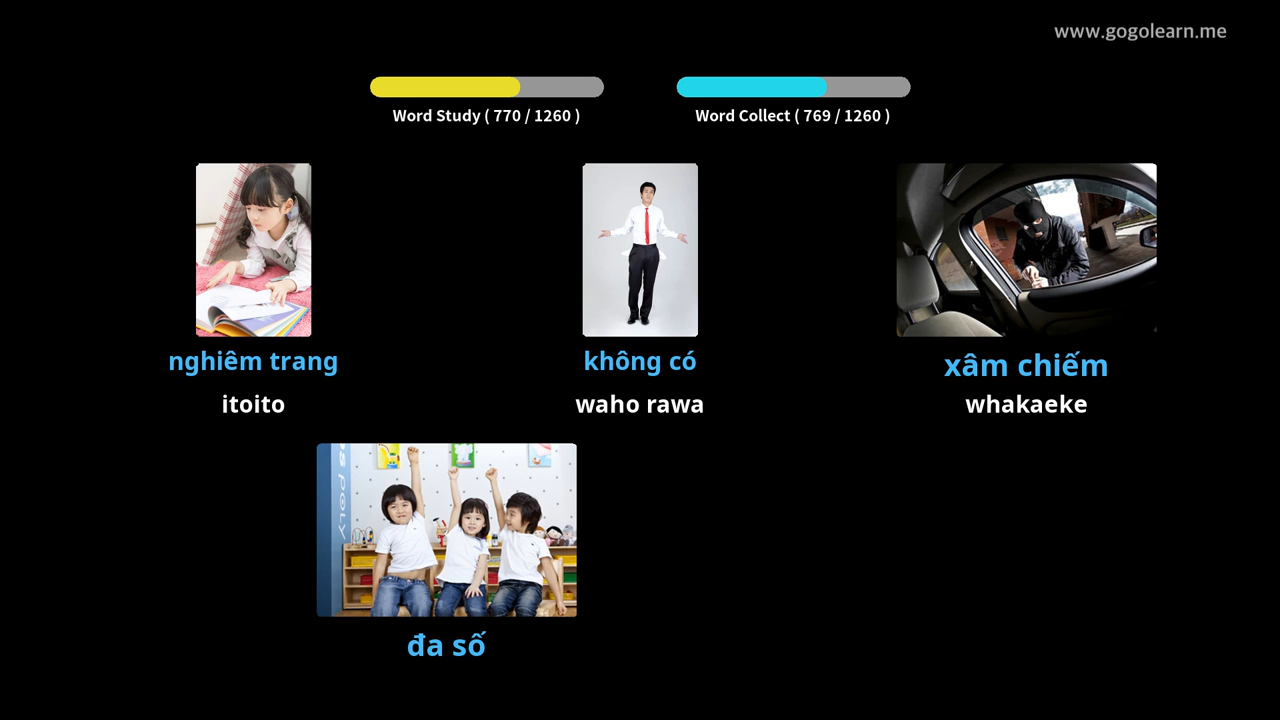 www.gogolearn.me
Word Study ( 770 / 1260 )
Word Collect ( 769 / 1260 )
nghiêm trang
itoito
không có
waho rawa
xâm chiếm
whakaeke
POLY
đa số